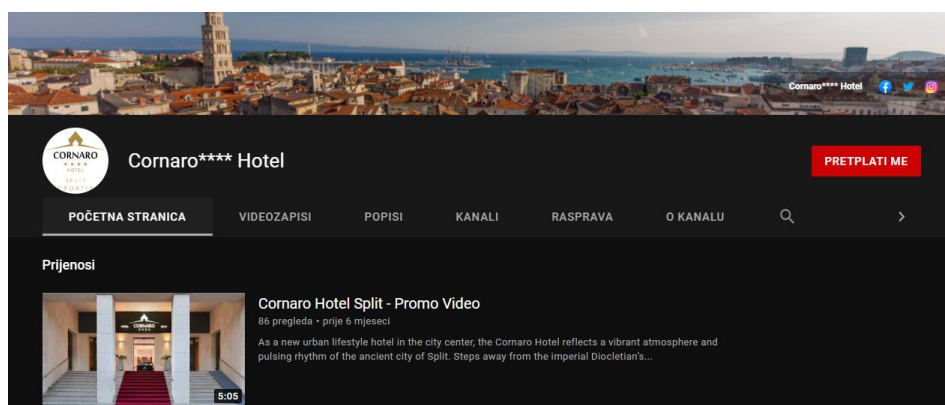 Cornaro**** Hotel
CORNARO
★★★★
HOTEL
SPLIT
CROATIA
Cornaro**** Hotel
PRETPLATI ME
POČETNA STRANICA VIDEOZAPISI POPISI KANALI RASPRAVA O KANALU
Prijenosi
Cornaro Hotel Split - Promo Video
86 pregleda • prije 6 mjeseci
As a new urban lifestyle hotel in the city center, the Cornaro Hotel reflects a vibrant atmosphere and
pulsing rhythm of the ancient city of Split. Steps away from the imperial Diocletian's...
CORNARO
5:05